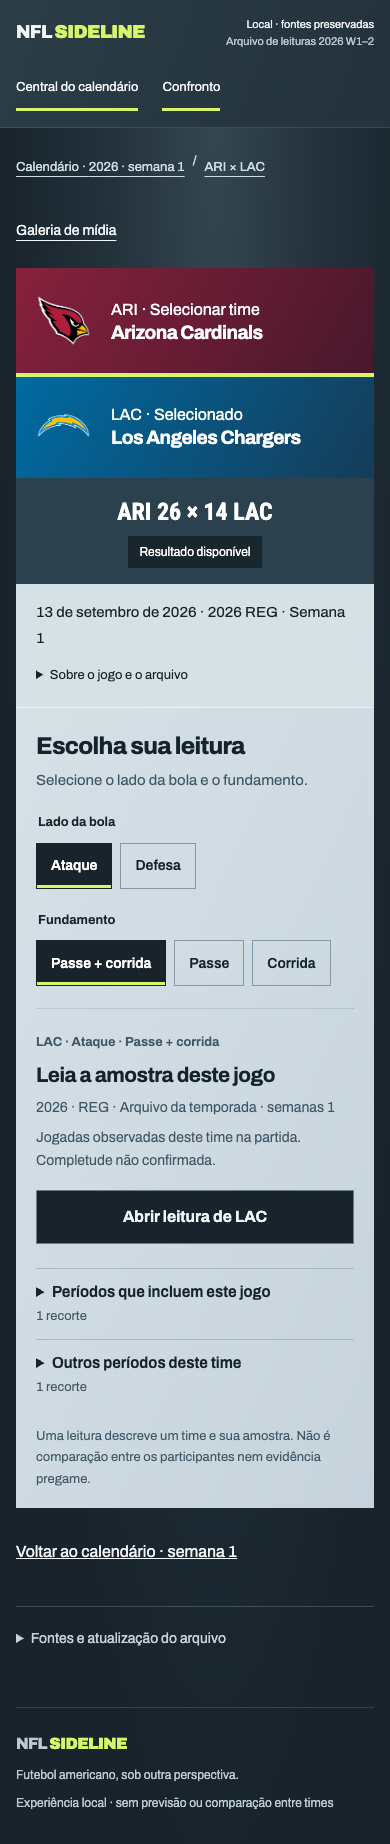 NFL SIDELINE
Local · fontes preservadas
Arquivo de leituras 2026 W1–2
Central do calendário
Confronto
Calendário · 2026 · semana 1 / ARI × LAC
Galeria de mídia
ARI · Selecionar time
Arizona Cardinals
LAC · Selecionado
Los Angeles Chargers
ARI 26 × 14 LAC
Resultado disponível
13 de setembro de 2026 · 2026 REG · Semana
1
Sobre o jogo e o arquivo
Escolha sua leitura
Selecione o lado da bola e o fundamento.
Lado da bola
Ataque
Defesa
Fundamento
Passe + corrida
Passe
Corrida
LAC · Ataque · Passe + corrida
Leia a amostra deste jogo
2026 · REG · Arquivo da temporada · semanas 1
Jogadas observadas deste time na partida.
Completude não confirmada.
Abrir leitura de LAC
Períodos que incluem este jogo
1 recorte
Outros períodos deste time
1 recorte
Uma leitura descreve um time e sua amostra. Não é
comparação entre os participantes nem evidência
pregame.
Voltar ao calendário · semana 1
Fontes e atualização do arquivo
NFL SIDELINE
Futebol americano, sob outra perspectiva.
Experiência local · sem previsão ou comparação entre times